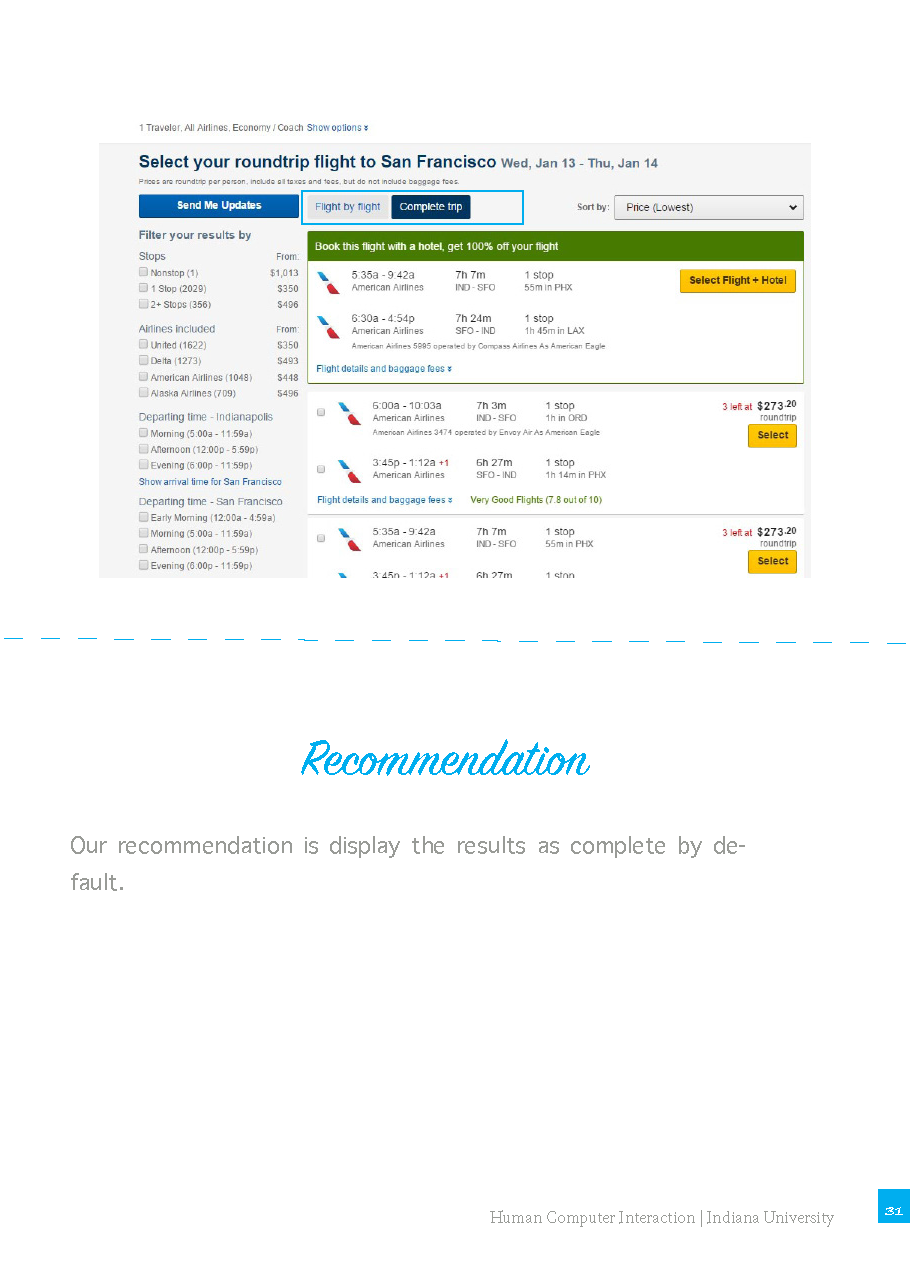 1 Traveler, All Airlines, Economy / Coach Show options
Select your roundtrip flight to San Francisco Wed, Jan 13 - Thu, Jan 14
Prices are roundtrip per person, include all taxes and fees, but do not include baggage fees.
Send Me Updates
Flight by flight Complete trip
Sort by: Price (Lowest)
Filter your results by
Stops From:
Nonstop (1) $1,013
1 Stop (2029) $350
2+ Stops (356) $496
Airlines included From:
United (1622) $350
Delta (1273) $493
American Airlines (1048) $448
Alaska Airlines (709) $496
Departing time - Indianapolis
Morning (5:00a - 11:59a)
Afternoon (12:00p - 5:59p)
Evening (6:00p - 11:59p)
Show arrival time for San Francisco
Departing time - San Francisco
Early Morning (12:00a - 4:59a)
Morning (5:00a - 11:59a)
Afternoon (12:00p - 5:59p)
Evening (6:00p - 11:59p)
Book this flight with a hotel, get 100% off your flight
5:35a - 9:42a 7h 7m 1 stop
American Airlines IND - SFO 55m in PHX
Select Flight + Hotel
6:30a - 4:54p 7h 24m 1 stop
American Airlines SFO - IND 1h 45m in LAX
American Airlines 5995 operated by Compass Airlines As American Eagle
Flight details and baggage fees
6:00a - 10:03a 7h 3m 1 stop 3 left at $273.20
American Airlines IND - SFO 1h in ORD roundtrip
American Airlines 3474 operated by Envoy Air As American Eagle
Select
3:45p - 1:12a +1 6h 27m 1 stop
American Airlines SFO - IND 1h 14m in PHX
Flight details and baggage fees Very Good Flights (7.8 out of 10)
5:35a - 9:42a 7h 7m 1 stop 3 left at $273.20
American Airlines IND - SFO 55m in PHX roundtrip
Select
3:45p - 1:12a +1 6h 27m 1 stop
Recommendation
Our recommendation is display the results as complete by de-
fault.
Human Computer Interaction | Indiana University
31